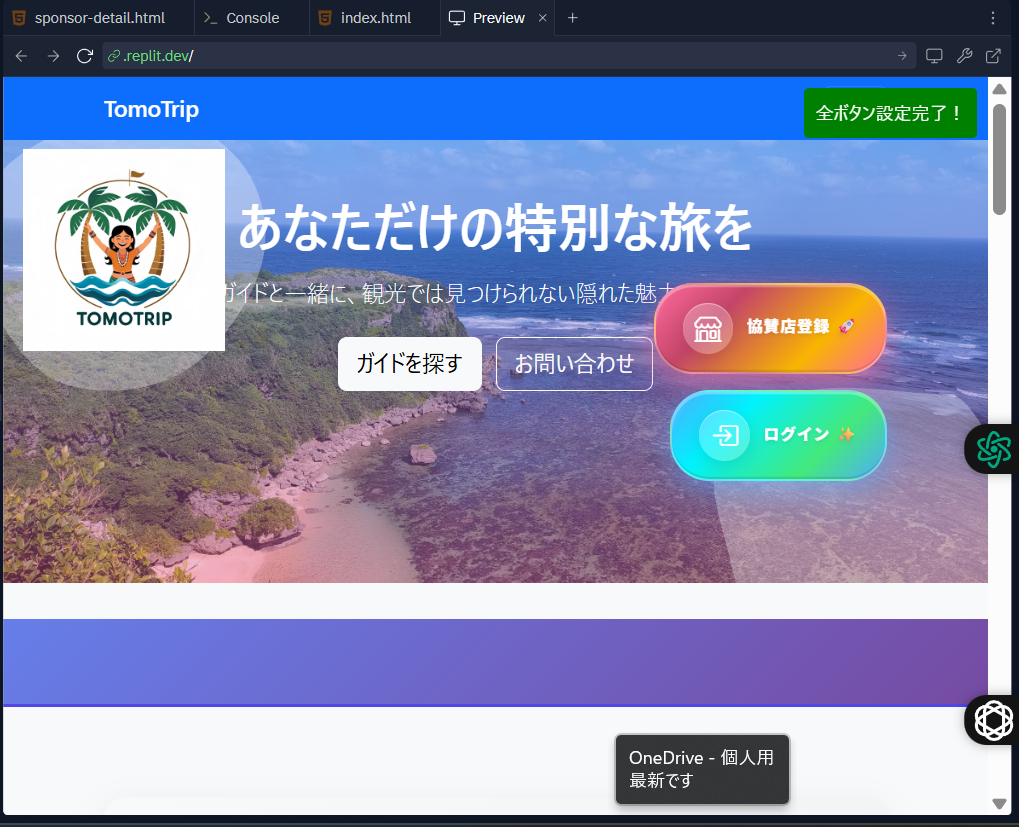 sponsor-detail.html
Console
index.html
Preview
.replit.dev/
TomoTrip
全ボタン設定完了！
TOMOTRIP
あなただけの特別な旅を
ガイドと一緒に、観光では見つけられない隠れた魅
協賛店登録 🚀
ガイドを探す
お問い合わせ
ログイン ✨
OneDrive - 個人用
最新です